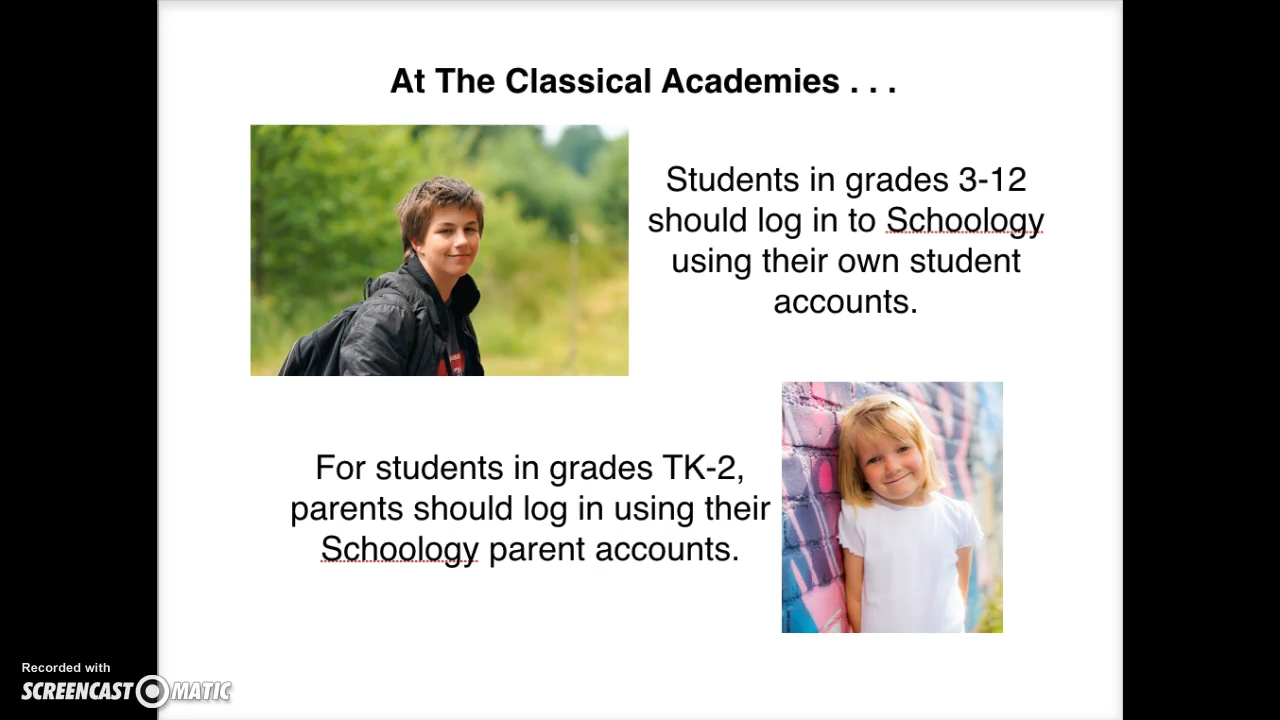 At The Classical Academies . . .
Students in grades 3-12
should log in to Schoology
using their own student
accounts.
For students in grades TK-2,
parents should log in using their
Schoology parent accounts.
Recorded with
SCREENCAST MATIC